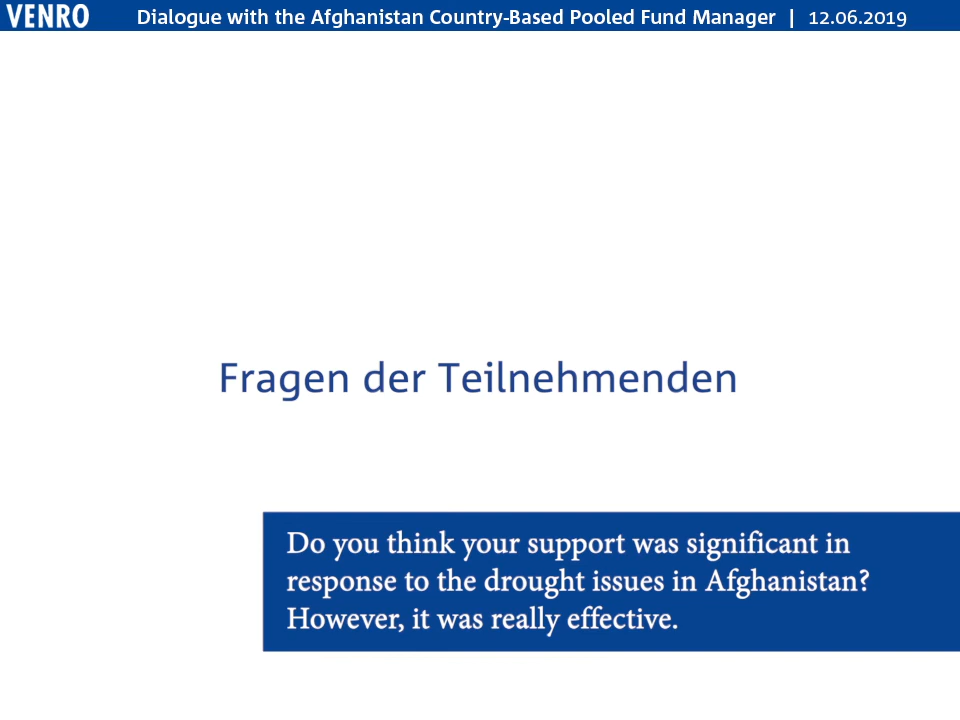 VENRO Dialogue with the Afghanistan Country-Based Pooled Fund Manager | 12.06.2019
Fragen der Teilnehmenden
Do you think your support was significant in
response to the drought issues in Afghanistan?
However, it was really effective.